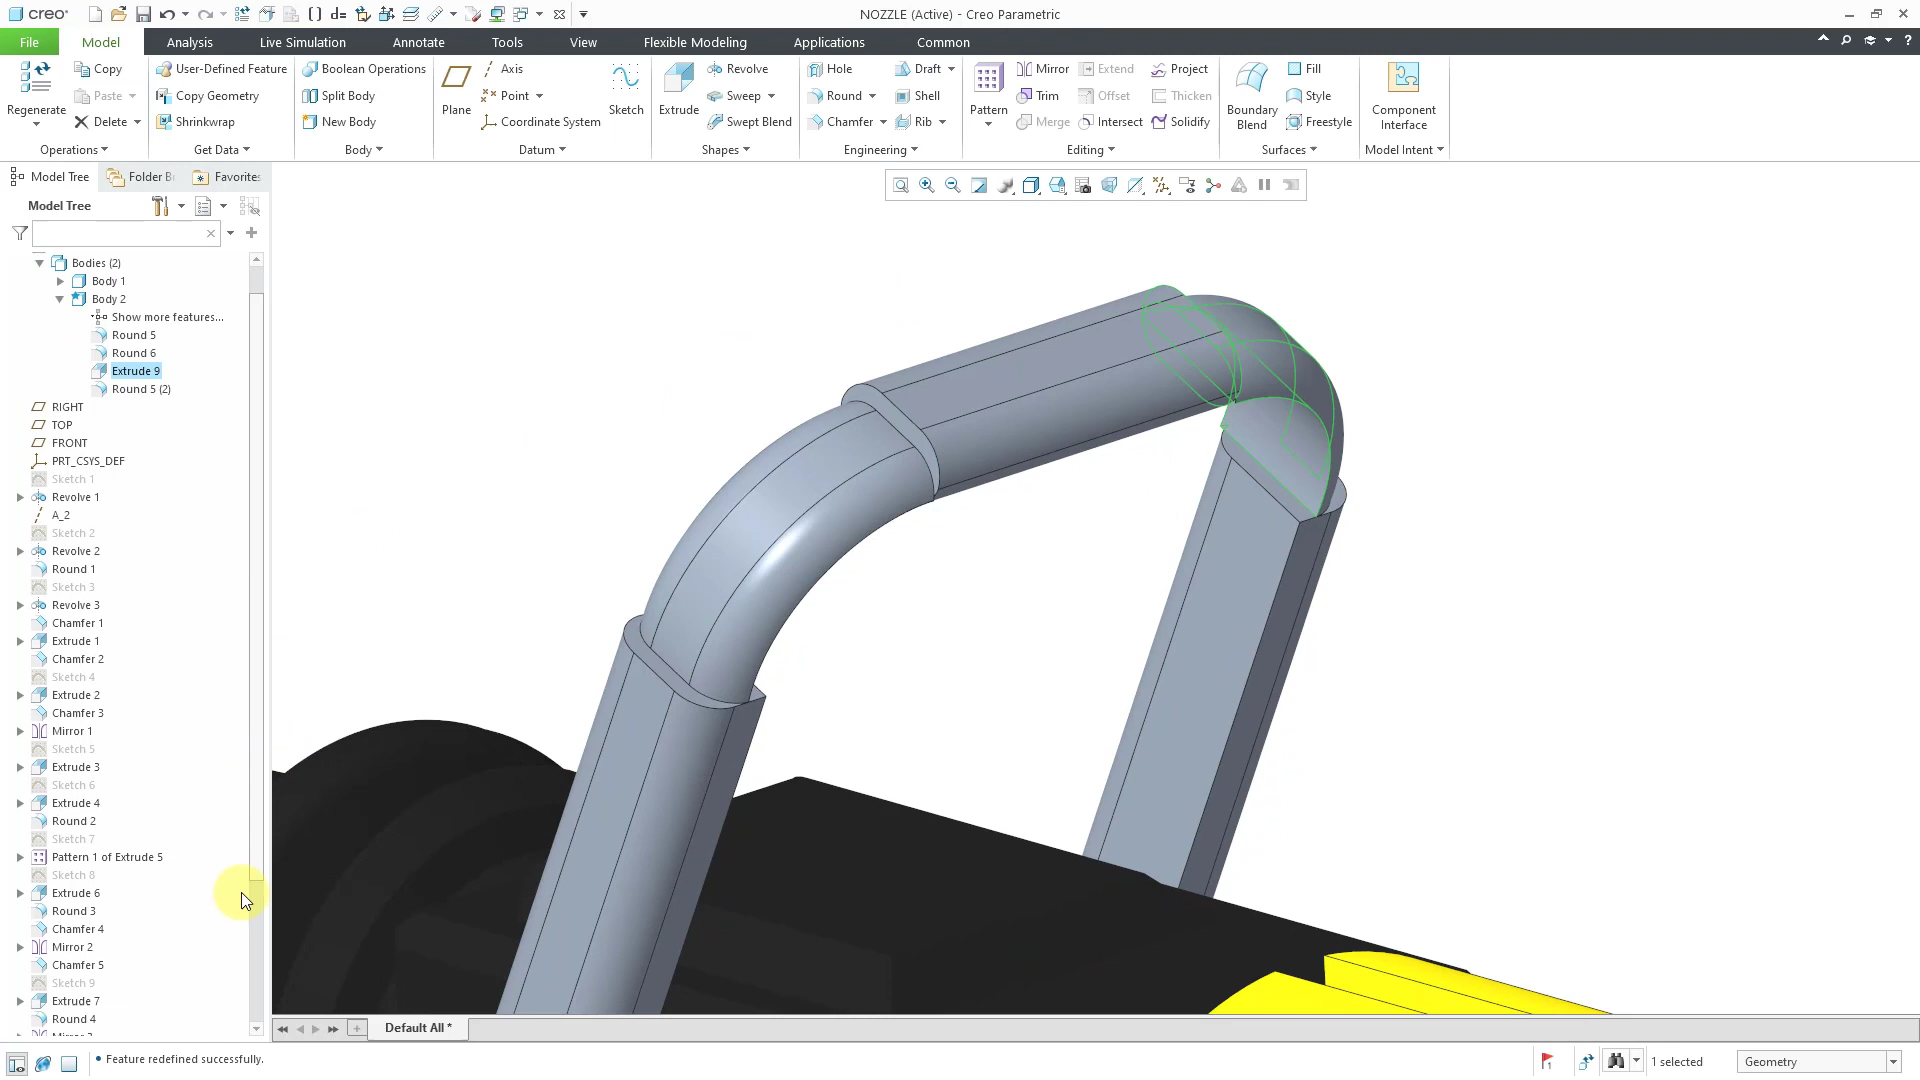 creo
d=
NOZZLE (Active) - Creo Parametric
File
Model
Analysis
Live Simulation
Annotate
Tools
View
Flexible Modeling
Applications
Common
Regenerate
Copy
Paste
Delete
Operations
User-Defined Feature
Copy Geometry
Shrinkwrap
Get Data
Boolean Operations
Split Body
New Body
Body
Plane
Axis
Point
Coordinate System
Sketch
Datum
Extrude
Revolve
Sweep
Swept Blend
Shapes
Hole
Round
Chamfer
Draft
Shell
Rib
Engineering
Pattern
Mirror
Trim
Merge
Extend
Offset
Intersect
Project
Thicken
Solidify
Editing
Boundary
Blend
Fill
Style
Freestyle
Surfaces
Component
Interface
Model Intent
Model Tree
Folder B
Favorites
Model Tree
Bodies (2)
Body 1
Body 2
Show more features...
Round 5
Round 6
Extrude 9
Round 5 (2)
RIGHT
TOP
FRONT
PRT_CSYS_DEF
Sketch 1
Revolve 1
A_2
Sketch 2
Revolve 2
Round 1
Sketch 3
Revolve 3
Chamfer 1
Extrude 1
Chamfer 2
Sketch 4
Extrude 2
Chamfer 3
Mirror 1
Sketch 5
Extrude 3
Sketch 6
Extrude 4
Round 2
Sketch 7
Pattern 1 of Extrude 5
Sketch 8
Extrude 6
Round 3
Chamfer 4
Mirror 2
Chamfer 5
Sketch 9
Extrude 7
Round 4
Default All *
• Feature redefined successfully.
1 selected
Geometry